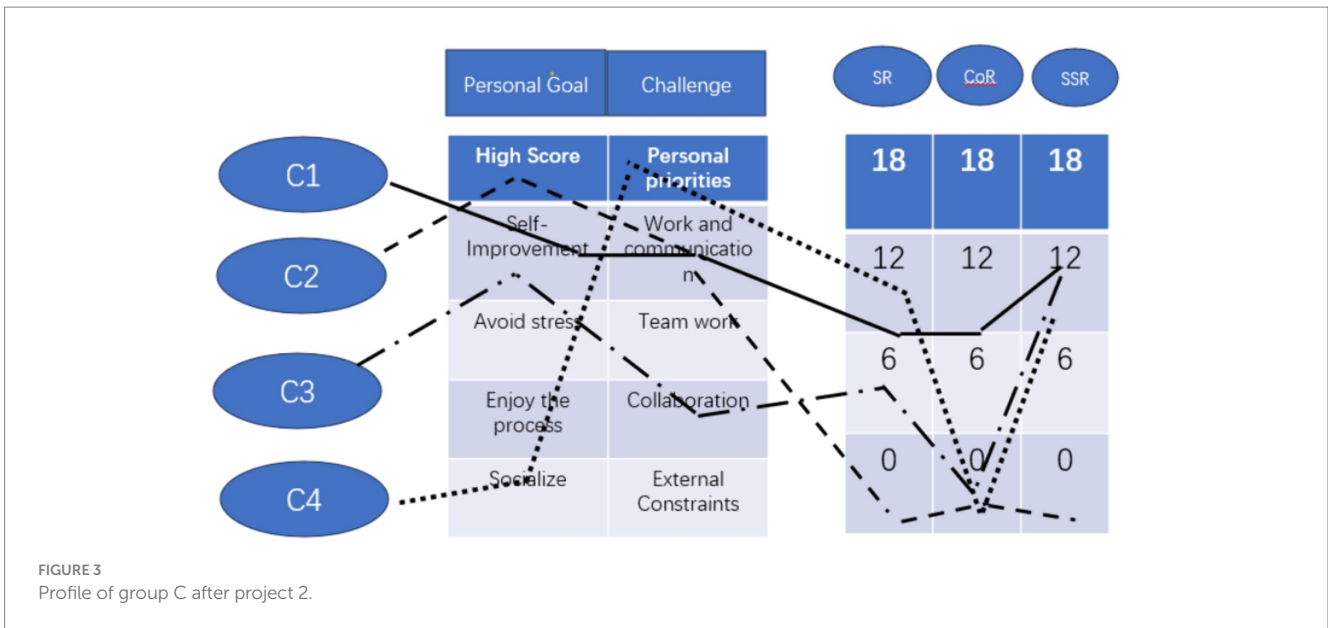 Personal Goal Challenge SR CoR SSR
High Score Personal priorities 18 18 18
C1
Self-Improvement Work and communication 12 12 12
C2
Avoid stress Team work
C3
6 6 6
Enjoy the process Collaboration
C4
0 0 0
Socialize External Constraints
FIGURE 3
Profile of group C after project 2.